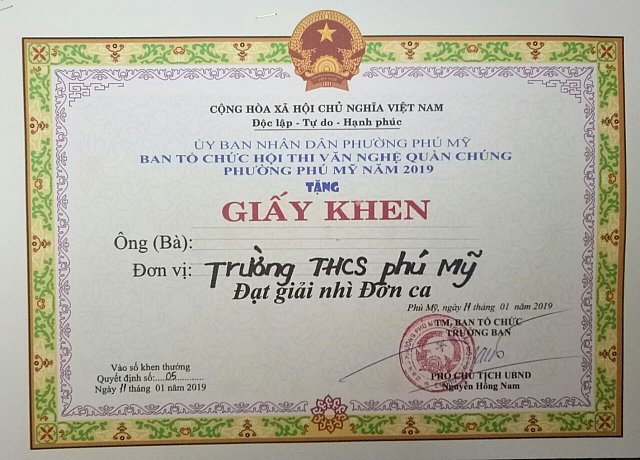 CỘNG HÒA XÃ HỘI CHỦ NGHĨA VIỆT NAM
Độc lập - Tự do - Hạnh phúc
ỦY BAN NHÂN DÂN PHƯỜNG PHÚ MỸ
BAN TỔ CHỨC HỘI THI VĂN NGHỆ QUẦN CHÚNG
PHƯỜNG PHÚ MỸ NĂM 2019
TẶNG
GIẤY KHEN
Ông (Bà):
Đơn vị: Trường THCS phú Mỹ
Đạt giải nhì Đơn ca
Phú Mỹ, ngày 11 tháng 01 năm 2019
TM, BAN TỔ CHỨC
TRƯỞNG BAN
Vào sổ khen thưởng
Quyết định số:....05.......
Ngày 11 tháng 01 năm 2019
PHÓ CHỦ TỊCH UBND
Nguyễn Hồng Nam